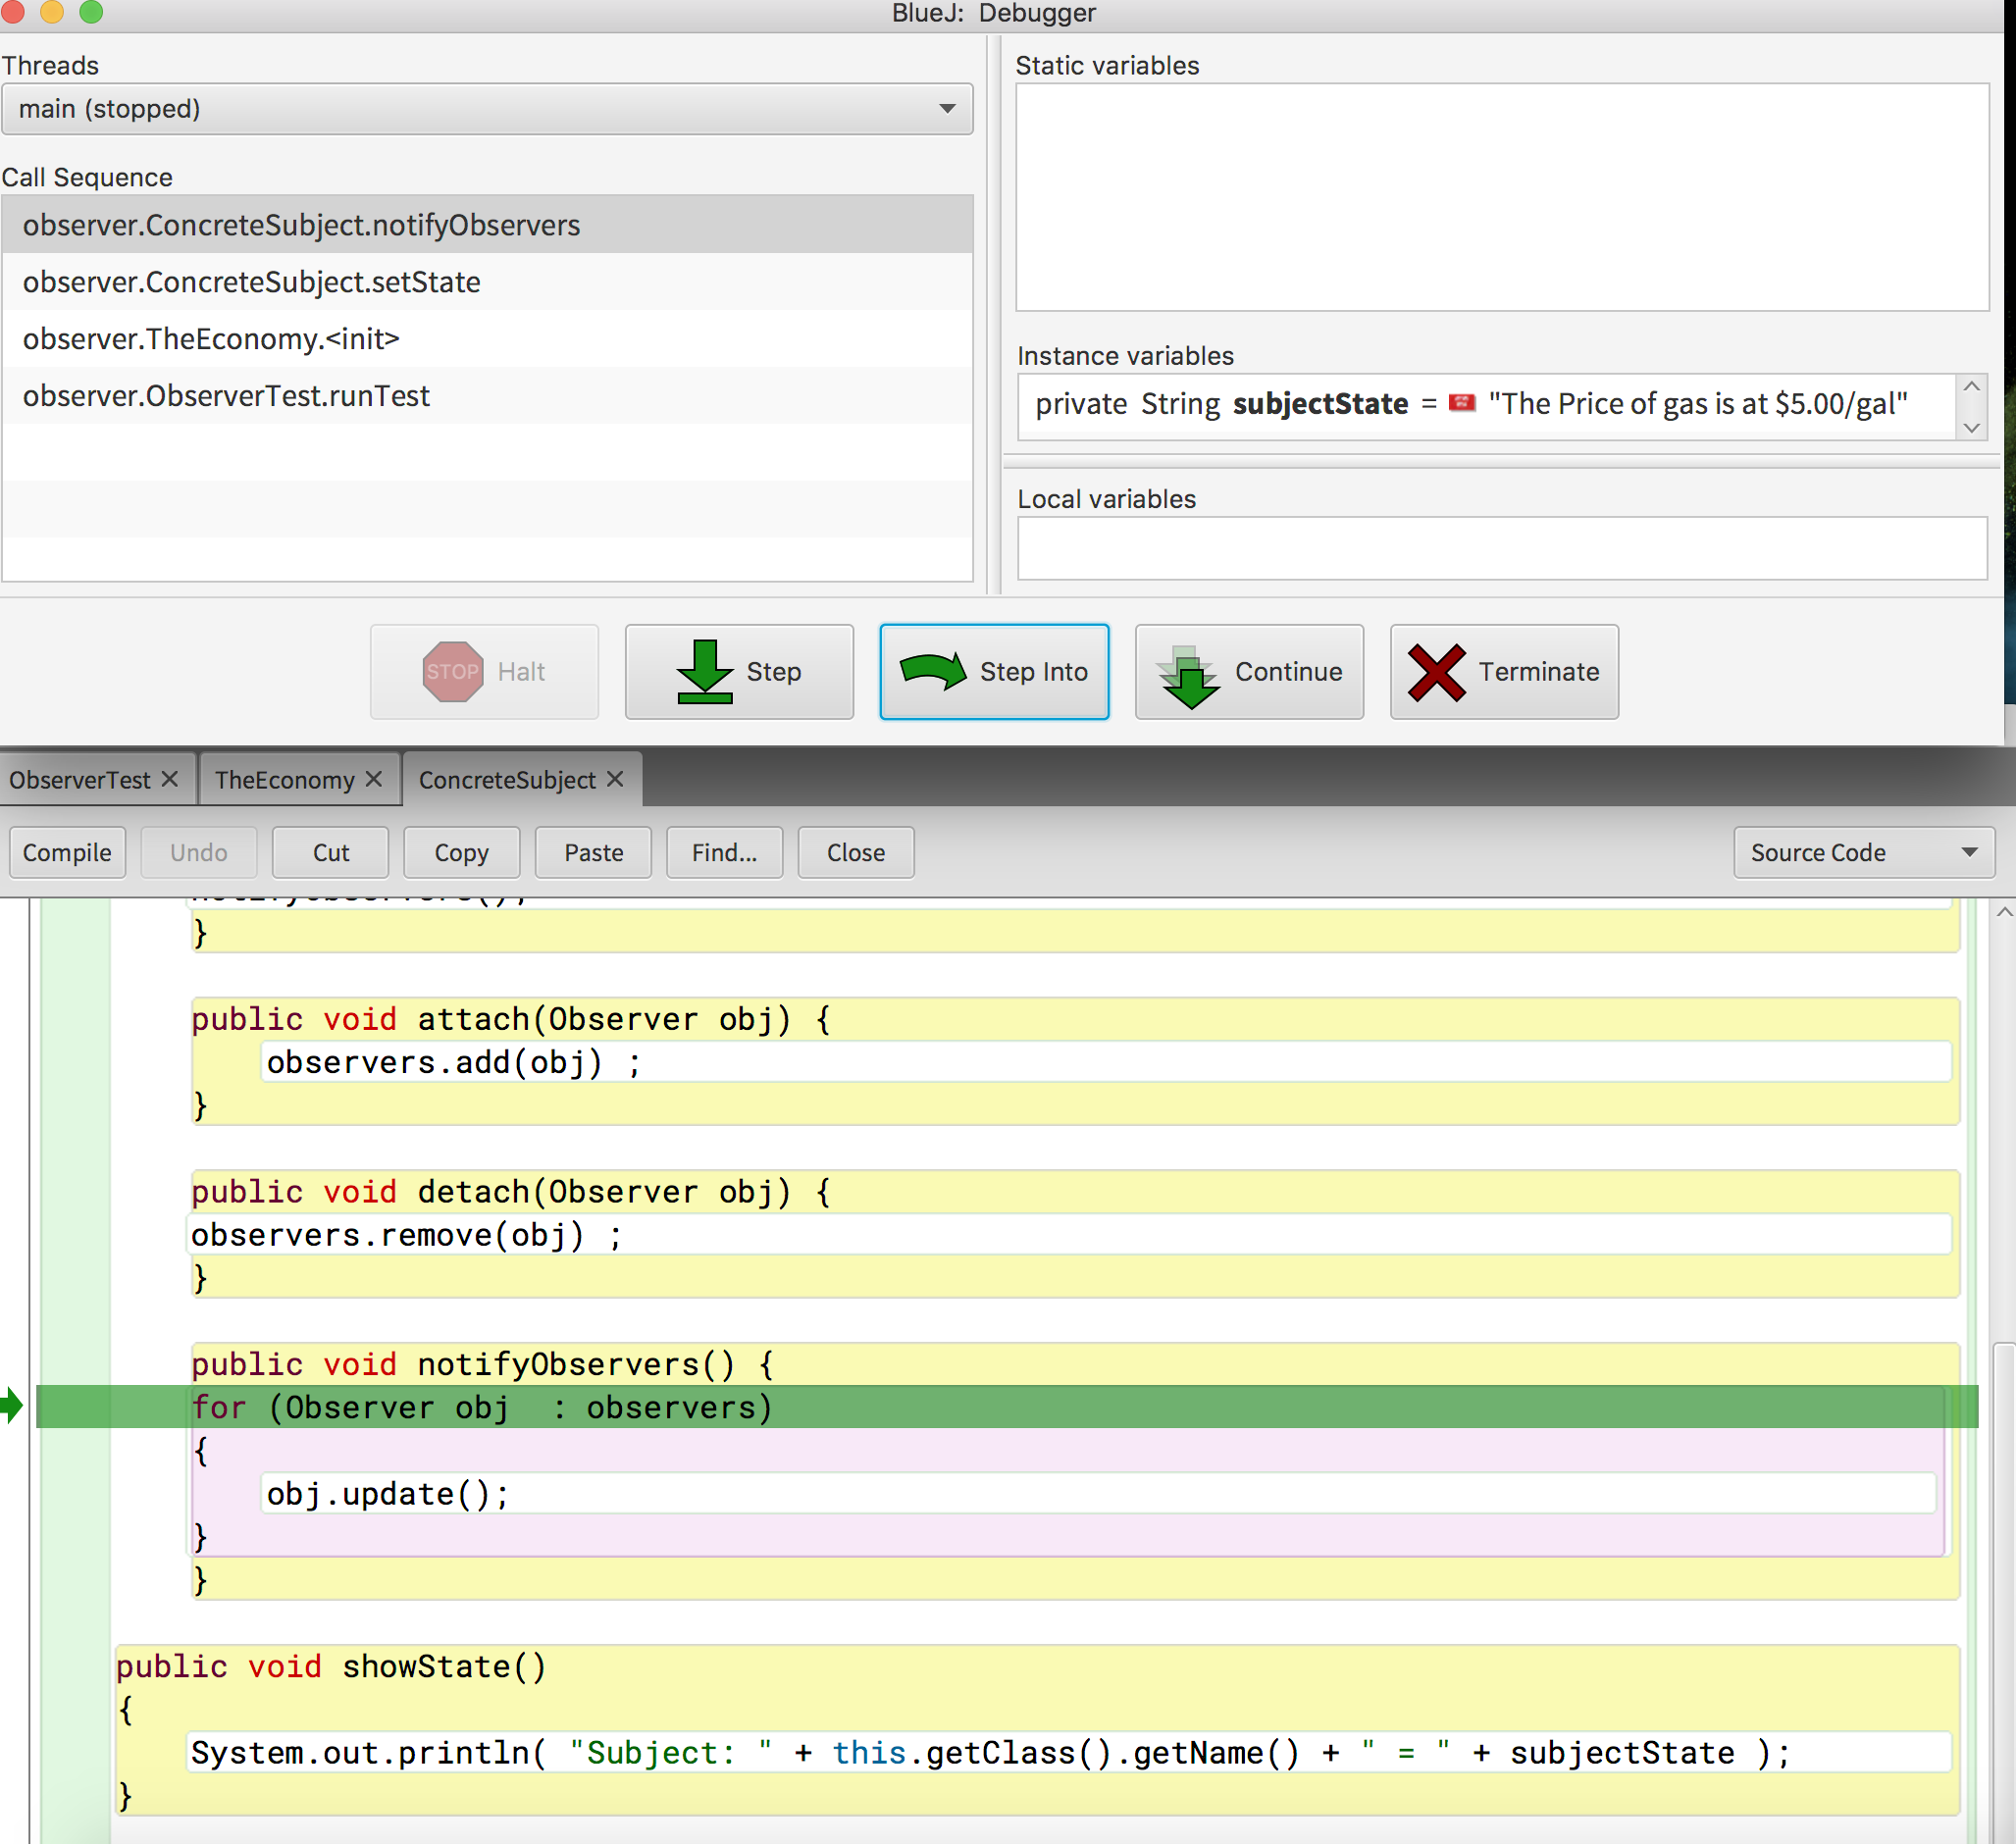 BlueJ: Debugger
Threads
main (stopped)
Call Sequence
observer.ConcreteSubject.notifyObservers
observer.ConcreteSubject.setState
observer.TheEconomy.<init>
observer.ObserverTest.runTest
Static variables
Instance variables
private String subjectState = "The Price of gas is at $5.00/gal"
Local variables
STOP Halt
Step
Step Into
Continue
Terminate
ObserverTest
TheEconomy
ConcreteSubject
Compile Undo Cut Copy Paste Find... Close Source Code
}
public void attach(Observer obj) {
observers.add(obj) ;
}
public void detach(Observer obj) {
observers.remove(obj) ;
}
public void notifyObservers() {
for (Observer obj  : observers)
{
obj.update();
}
}
public void showState()
{
System.out.println( "Subject: " + this.getClass().getName() + " = " + subjectState );
}